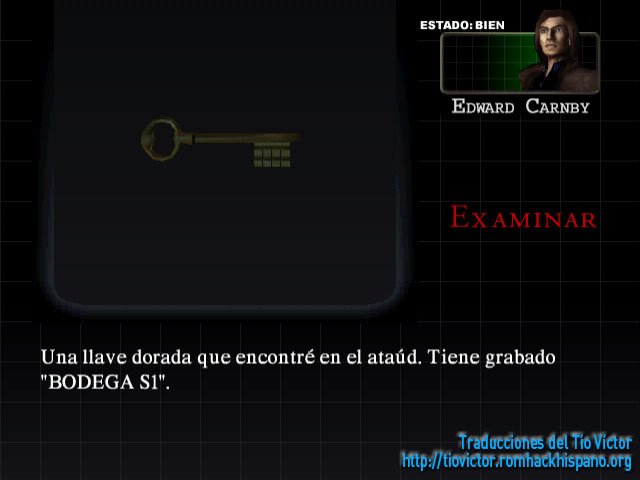 ESTADO: BIEN
EDWARD CARNBY
EXAMINAR
Una llave dorada que encontré en el ataúd. Tiene grabado
"BODEGA S1".
Traducciones del Tio Victor
http://tiovictor.romhackhispano.org